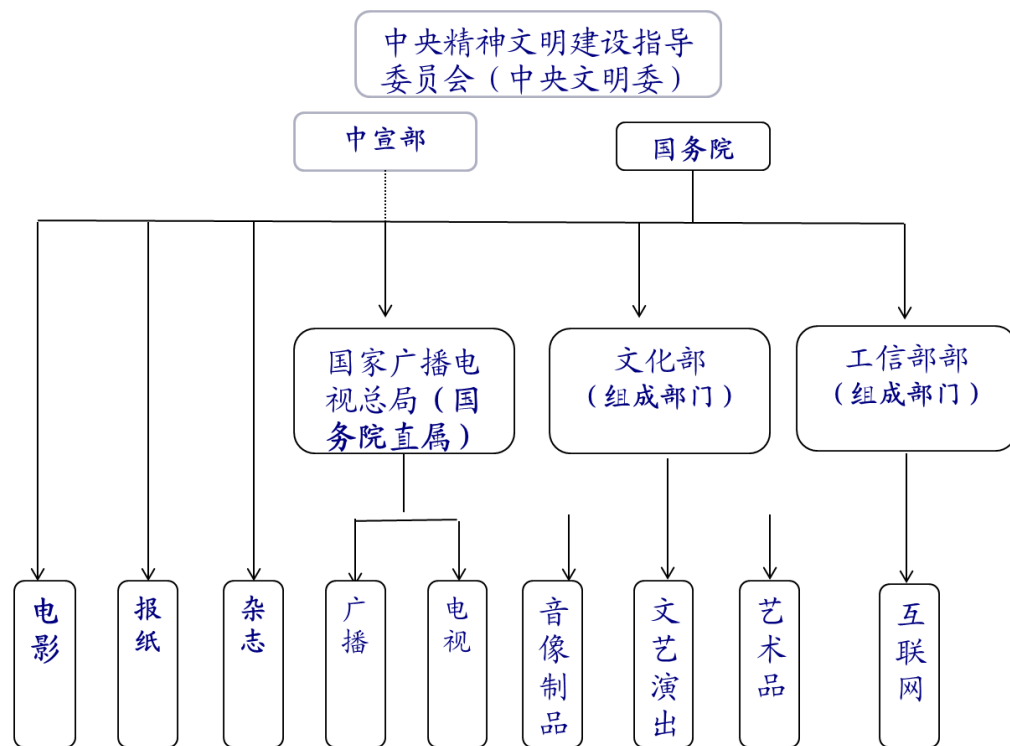 中央精神文明建设指导
委员会（中央文明委）
中宣部
国务院
国家广播电
视总局（国
务院直属）
文化部
（组成部门）
工信部部
（组成部门）
电影
报纸
杂志
广播
电视
音像制品
文艺演出
艺术品
互联网